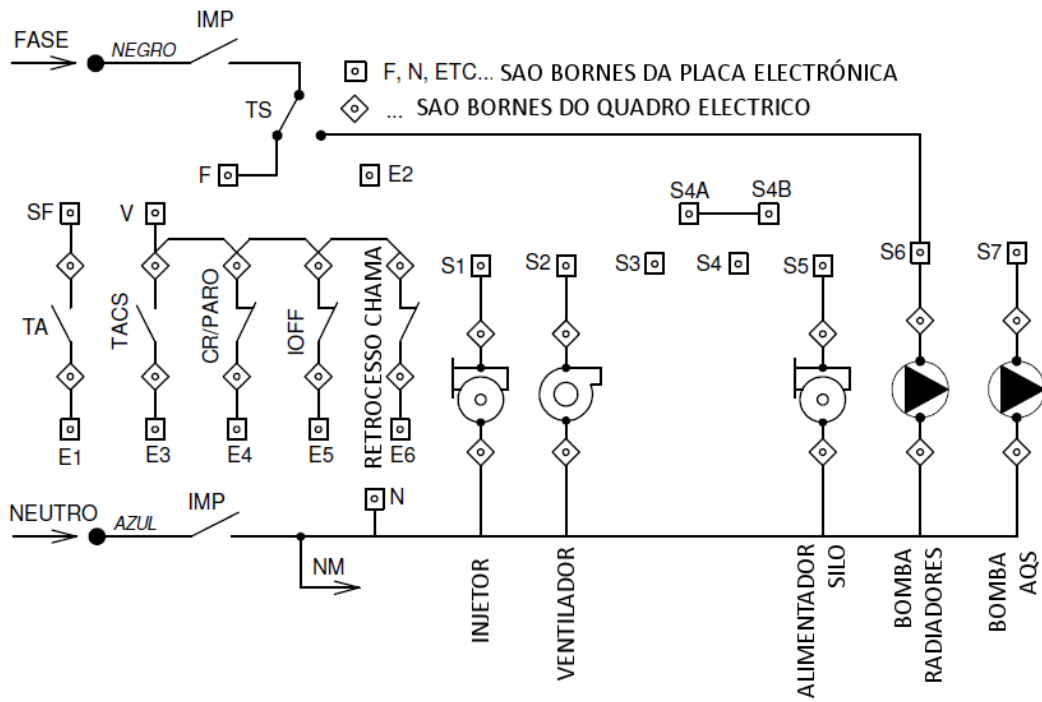 IMP
FASE
NEGRO
F, N, ETC... SAO BORNES DA PLACA ELECTRÓNICA
TS
... SAO BORNES DO QUADRO ELECTRICO
F
E2
SF
V
S4A
S4B
S1
S2
S3
S4
S5
S6
S7
TA
TACS
CR/PARO
IOFF
RETROCESSO CHAMA
E1
E3
E4
E5
E6
NEUTRO
AZUL
IMP
N
NM
INJETOR
VENTILADOR
ALIMENTADOR
SILO
BOMBA
RADIADORES
BOMBA
AQS